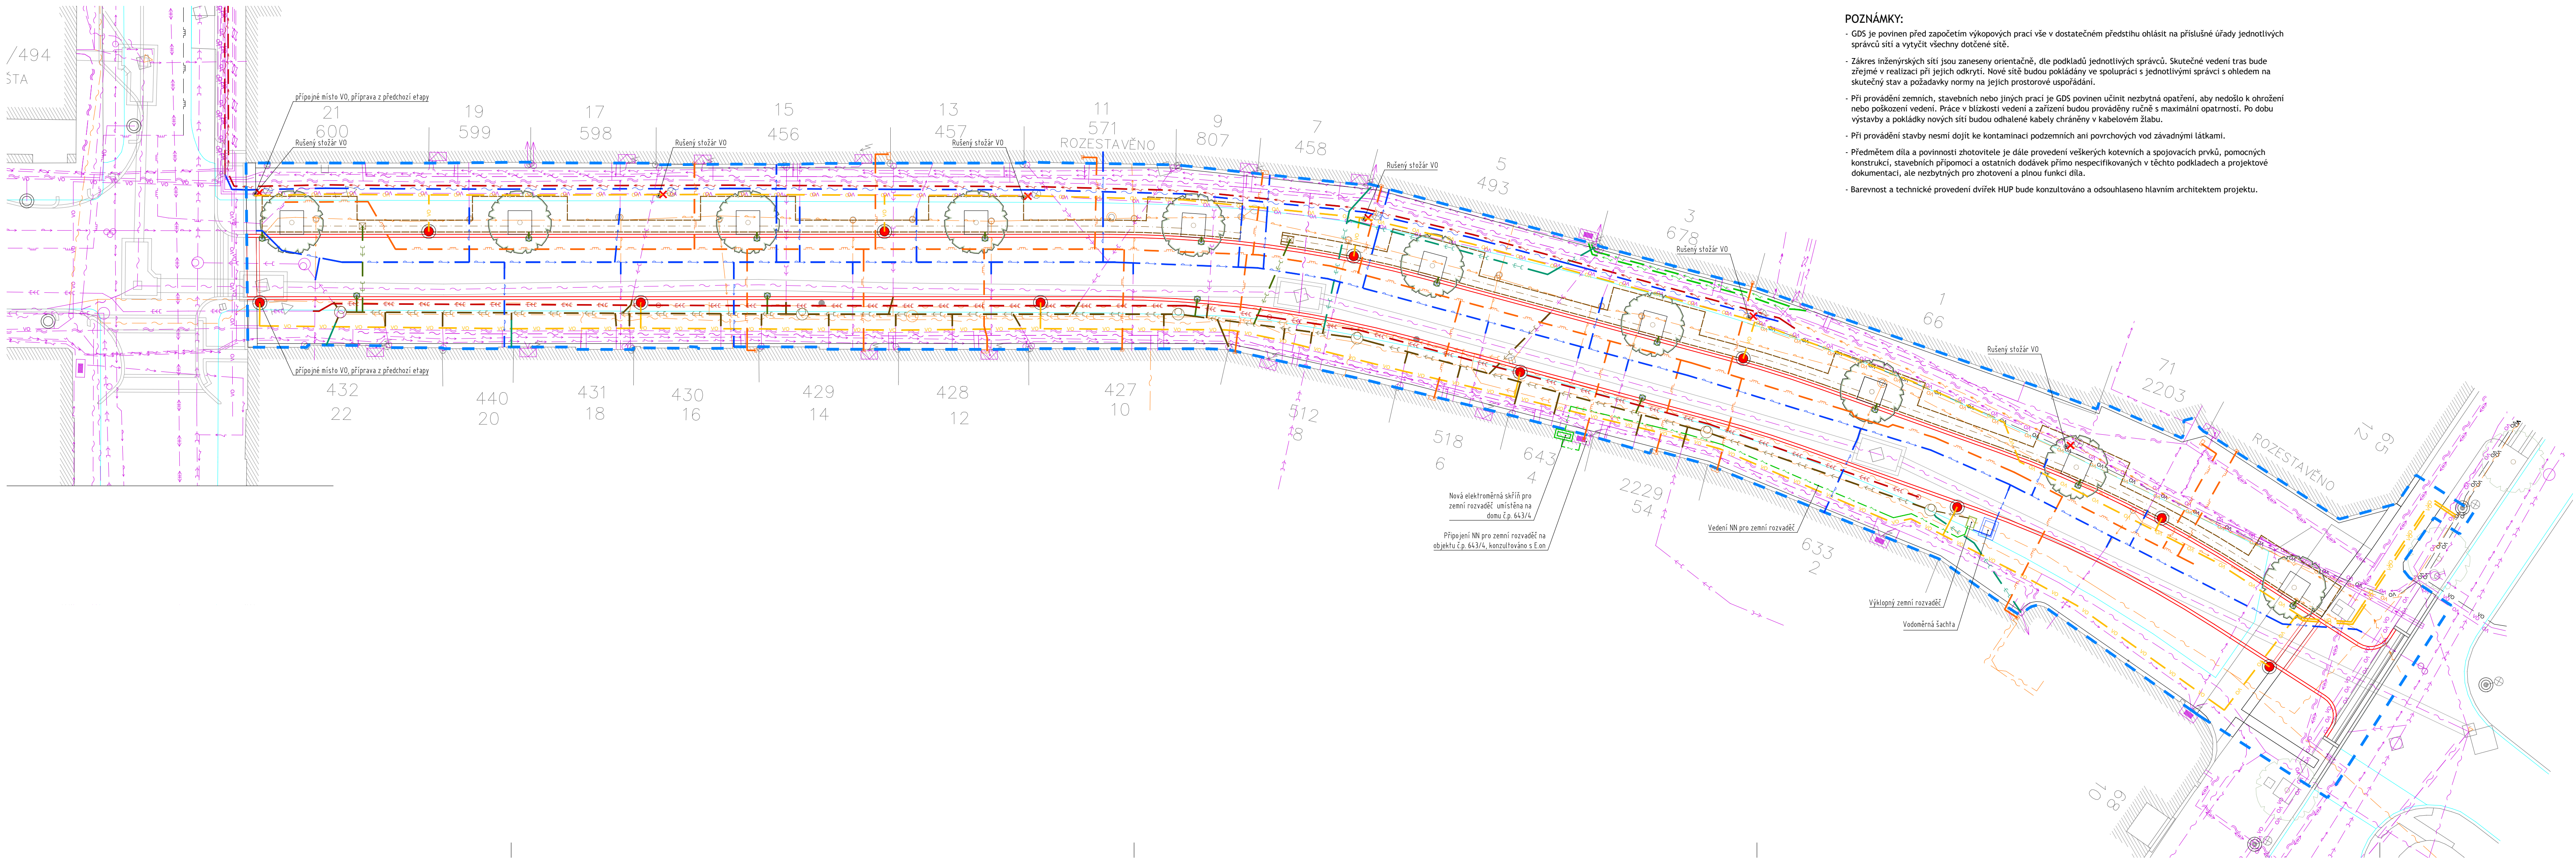 POZNÁMKY:
- GDS je povinen před započetím výkopových prací vše v dostatečném předstihu ohlásit na příslušné úřady jednotlivých
správců sítí a vytyčit všechny dotčené sítě.
- Zákres inženýrských sítí jsou zaneseny orientačně, dle podkladů jednotlivých správců. Skutečné vedení tras bude
zřejmé v realizaci při jejich odkrytí. Nové sítě budou pokládány ve spolupráci s jednotlivými správci s ohledem na
skutečný stav a požadavky normy na jejich prostorové uspořádání.
- Při provádění zemních, stavebních nebo jiných prací je GDS povinen učinit nezbytná opatření, aby nedošlo k ohrožení
nebo poškození vedení. Práce v blízkosti vedení a zařízení budou prováděny ručně s maximální opatrností. Po dobu
výstavby a pokládky nových sítí budou odhalené kabely chráněny v kabelovém žlabu.
- Při provádění stavby nesmí dojít ke kontaminaci podzemních ani povrchových vod závadnými látkami.
- Předmětem díla a povinnosti zhotovitele je dále provedení veškerých kotevních a spojovacích prvků, pomocných
konstrukcí, stavebních přípomocí a ostatních dodávek přímo nespecifikovaných v těchto podkladech a projektové
dokumentaci, ale nezbytných pro zhotovení a plnou funkci díla.
- Barevnost a technické provedení dvířek HUP bude konzultováno a odsouhlaseno hlavním architektem projektu.
/494
ŠTA
přípojné místo VO, příprava z předchozí etapy
21
600
Rušený stožár VO
19
599
17
598
Rušený stožár VO
15
456
13
457
Rušený stožár VO
11
571
ROZESTAVĚNO
9
807
7
458
Rušený stožár VO
5
493
3
678
Rušený stožár VO
1
66
Rušený stožár VO
71
2203
ROZESTAVĚNO
65
12
přípojné místo VO, příprava z předchozí etapy
432
22
440
20
431
18
430
16
429
14
428
12
427
10
512
8
518
6
643
4
2229
54
633
2
Nová elektroměrná skříň pro
zemní rozvaděč umístěna na
domu č.p. 643/4
Připojení NN pro zemní rozvaděč na
objektu č.p. 643/4, konzultováno s E.on
Vedení NN pro zemní rozvaděč
Výklopný zemní rozvaděč
Vodoměrná šachta
68
10